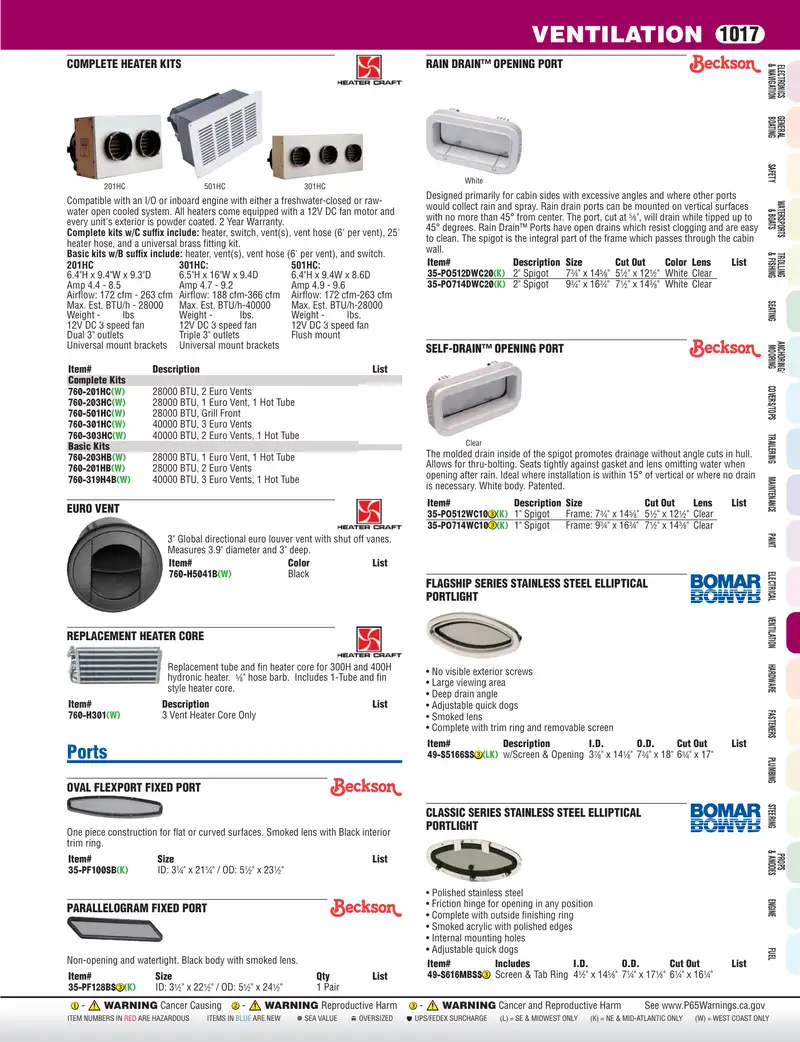 VENTILATION 1017
COMPLETE HEATER KITS
HEATER CRAFT
201HC 501HC 301HC
Compatible with an I/O or inboard engine with either a freshwater-closed or raw-
water open cooled system. All heaters come equipped with a 12V DC fan motor and
every unit's exterior is powder coated. 2 Year Warranty.
Complete kits w/C suffix include: heater, switch, vent(s), vent hose (6' per vent), 25'
heater hose, and a universal brass fitting kit.
Basic kits w/B suffix include: heater, vent(s), vent hose (6' per vent), and switch.
201HC 301HC: 501HC:
6.4"H x 9.4"W x 9.3"D 6.5"H x 16"W x 9.4D 6.4"H x 9.4W x 8.6D
Amp 4.4 - 8.5 Amp 4.7 - 9.2 Amp 4.9 - 9.6
Airflow: 172 cfm - 263 cfm Airflow: 188 cfm-366 cfm Airflow: 172 cfm-263 cfm
Max. Est. BTU/h - 28000 Max. Est. BTU/h-40000 Max. Est. BTU/h-28000
Weight - lbs Weight - lbs. Weight - lbs.
12V DC 3 speed fan 12V DC 3 speed fan 12V DC 3 speed fan
Dual 3" outlets Triple 3" outlets Flush mount
Universal mount brackets Universal mount brackets
Item# Description List
Complete Kits
760-201HC(W) 28000 BTU, 2 Euro Vents
760-203HC(W) 28000 BTU, 1 Euro Vent, 1 Hot Tube
760-501HC(W) 28000 BTU, Grill Front
760-301HC(W) 40000 BTU, 3 Euro Vents
760-303HC(W) 40000 BTU, 2 Euro Vents, 1 Hot Tube
Basic Kits
760-203HB(W) 28000 BTU, 1 Euro Vent, 1 Hot Tube
760-201HB(W) 28000 BTU, 2 Euro Vents
760-319H4B(W) 40000 BTU, 3 Euro Vents, 1 Hot Tube
EURO VENT
HEATER CRAFT
3" Global directional euro louver vent with shut off vanes.
Measures 3.9" diameter and 3" deep.
Item# Color List
760-H5041B(W) Black
REPLACEMENT HEATER CORE
HEATER CRAFT
Replacement tube and fin heater core for 300H and 400H
hydronic heater. ⅝" hose barb. Includes 1-Tube and fin
style heater core.
Item# Description List
760-H301(W) 3 Vent Heater Core Only
Ports
OVAL FLEXPORT FIXED PORT
Beckson
One piece construction for flat or curved surfaces. Smoked lens with Black interior
trim ring.
Item# Size List
35-PF100SB(K) ID: 3¼" x 21¼" / OD: 5½" x 23½"
PARALLELOGRAM FIXED PORT
Beckson
Non-opening and watertight. Black body with smoked lens.
Item# Size Qty List
35-PF128BS 3 (K) ID: 3½" x 22½" / OD: 5½" x 24½" 1 Pair
RAIN DRAIN™ OPENING PORT
Beckson
White
Designed primarily for cabin sides with excessive angles and where other ports
would collect rain and spray. Rain drain ports can be mounted on vertical surfaces
with no more than 45° from center. The port, cut at ⅝", will drain while tipped up to
45° degrees. Rain Drain™ Ports have open drains which resist clogging and are easy
to clean. The spigot is the integral part of the frame which passes through the cabin
wall.
Item# Description Size Cut Out Color Lens List
35-PO512DWC20(K) 2" Spigot 7¾" x 14⅝" 5½" x 12½" White Clear
35-PO714DWC20(K) 2" Spigot 9¾" x 16¾" 7½" x 14⅝" White Clear
SELF-DRAIN™ OPENING PORT
Beckson
Clear
The molded drain inside of the spigot promotes drainage without angle cuts in hull.
Allows for thru-bolting. Seats tightly against gasket and lens omitting water when
opening after rain. Ideal where installation is within 15° of vertical or where no drain
is necessary. White body. Patented.
Item# Description Size Cut Out Lens List
35-PO512WC10 3 (K) 1" Spigot Frame: 7¾" x 14⅝" 5½" x 12½" Clear
35-PO714WC10 3 (K) 1" Spigot Frame: 9¾" x 16¾" 7½" x 14⅝" Clear
FLAGSHIP SERIES STAINLESS STEEL ELLIPTICAL
PORTLIGHT
BOMAR
• No visible exterior screws
• Large viewing area
• Deep drain angle
• Adjustable quick dogs
• Smoked lens
• Complete with trim ring and removable screen
Item# Description I.D. O.D. Cut Out List
49-S5166SS 3 (LK) w/Screen & Opening 3⅞" x 14⅛" 7¾" x 18" 6¾" x 17"
CLASSIC SERIES STAINLESS STEEL ELLIPTICAL
PORTLIGHT
BOMAR
• Polished stainless steel
• Friction hinge for opening in any position
• Complete with outside finishing ring
• Smoked acrylic with polished edges
• Internal mounting holes
• Adjustable quick dogs
Item# Includes I.D. O.D. Cut Out List
49-S616MBSS 3 Screen & Tab Ring 4½" x 14⅝" 7¼" x 17⅛" 6¼" x 16¼"
ELECTRONICS
& NAVIGATION
GENERAL
BOATING
SAFETY
WATERSPORTS
& BOATS
TROLLING
& FISHING
SEATING
ANCHORING/
MOORING
COVERS/TOPS
TRAILERING
MAINTENANCE
PAINT
ELECTRICAL
VENTILATION
HARDWARE
FASTENERS
PLUMBING
STEERING
PROPS
& ANODES
ENGINE
FUEL
1 - WARNING Cancer Causing 2 - WARNING Reproductive Harm 3 - WARNING Cancer and Reproductive Harm See www.P65Warnings.ca.gov
ITEM NUMBERS IN RED ARE HAZARDOUS ITEMS IN BLUE ARE NEW SEA VALUE OVERSIZED UPS/FEDEX SURCHARGE (L) = SE & MIDWEST ONLY (K) = NE & MID-ATLANTIC ONLY (W) = WEST COAST ONLY